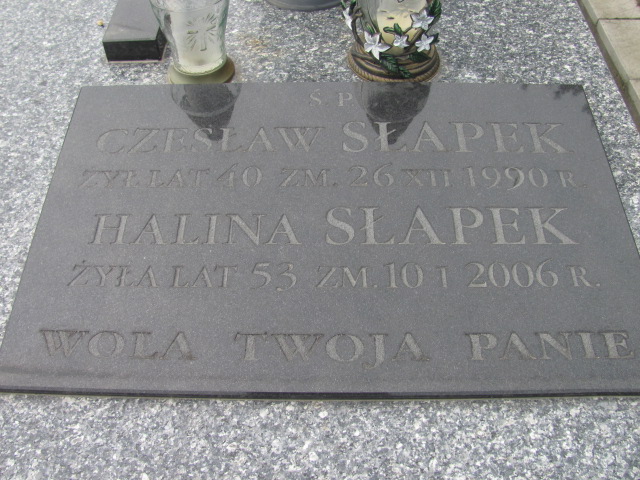 Ś P
CZESŁAW SŁAPEK
ŻYŁ LAT 40 ZM. 26 XII 1990 R.
HALINA SŁAPEK
ŻYŁA LAT 53 ZM. 10 I 2006 R.
WOLA TWOJA PANIE